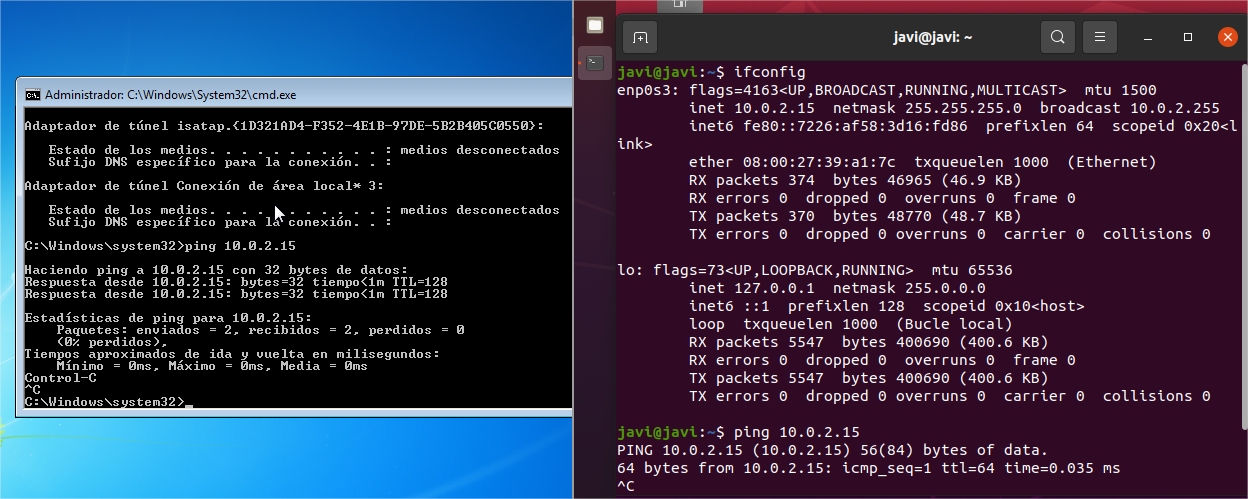 Administrador: C:\Windows\System32\cmd.exe
Adaptador de túnel isatap.{1D321AD4-F352-4E1B-97DE-5B2B405C0550}:
Estado de los medios. . . . . . . . . . . : medios desconectados
Sufijo DNS específico para la conexión. . :
Adaptador de túnel Conexión de área local* 3:
Estado de los medios. . . . . . . . . . . : medios desconectados
Sufijo DNS específico para la conexión. . :
C:\Windows\system32>ping 10.0.2.15
Haciendo ping a 10.0.2.15 con 32 bytes de datos:
Respuesta desde 10.0.2.15: bytes=32 tiempo<1m TTL=128
Respuesta desde 10.0.2.15: bytes=32 tiempo<1m TTL=128
Estadísticas de ping para 10.0.2.15:
Paquetes: enviados = 2, recibidos = 2, perdidos = 0
(0% perdidos),
Tiempos aproximados de ida y vuelta en milisegundos:
Mínimo = 0ms, Máximo = 0ms, Media = 0ms
Control-C
^C
C:\Windows\system32>_
javi@javi: ~
javi@javi:~$ ifconfig
enp0s3: flags=4163<UP,BROADCAST,RUNNING,MULTICAST>  mtu 1500
inet 10.0.2.15  netmask 255.255.255.0  broadcast 10.0.2.255
inet6 fe80::7226:af58:3d16:fd86  prefixlen 64  scopeid 0x20<l
ink>
ether 08:00:27:39:a1:7c  txqueuelen 1000  (Ethernet)
RX packets 374  bytes 46965 (46.9 KB)
RX errors 0  dropped 0  overruns 0  frame 0
TX packets 370  bytes 48770 (48.7 KB)
TX errors 0  dropped 0 overruns 0  carrier 0  collisions 0
lo: flags=73<UP,LOOPBACK,RUNNING>  mtu 65536
inet 127.0.0.1  netmask 255.0.0.0
inet6 ::1  prefixlen 128  scopeid 0x10<host>
loop  txqueuelen 1000  (Bucle local)
RX packets 5547  bytes 400690 (400.6 KB)
RX errors 0  dropped 0  overruns 0  frame 0
TX packets 5547  bytes 400690 (400.6 KB)
TX errors 0  dropped 0 overruns 0  carrier 0  collisions 0
javi@javi:~$ ping 10.0.2.15
PING 10.0.2.15 (10.0.2.15) 56(84) bytes of data.
64 bytes from 10.0.2.15: icmp_seq=1 ttl=64 time=0.035 ms
^C